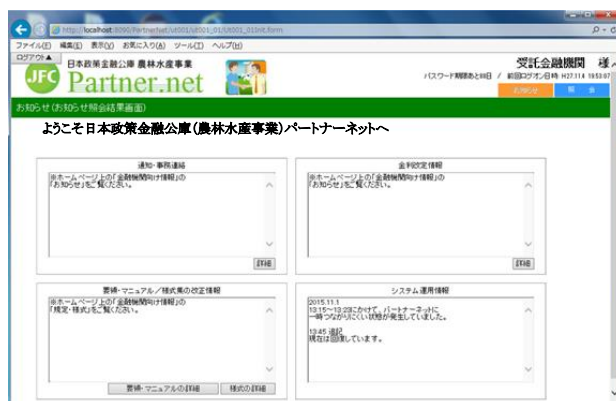 http://localhost:8090/Partnerlvet/ut001/ut001_01/Ut001_01Init.form
ファイル(F) 編集(E) 表示(V) お気に入り(A) ツール(T) ヘルプ(H)
ログアウト▲
JFC
日本政策金融公庫 農林水産事業
Partner.net
受託金融機関 様
(パスワード期限あと88日 / 前回ログオン日時 H27.1.14 19:53:07
お知らせ 照 会
お知らせ(お知らせ照会結果画面)
ようこそ日本政策金融公庫(農林水産事業)パートナーネットへ
通知・事務連絡
※ホームページ上の「金融機関向け情報」の
「お知らせ」をご覧ください。
詳細
金利改定情報
※ホームページ上の「金融機関向け情報」の
「お知らせ」をご覧ください。
詳細
要領・マニュアル/様式集の改正情報
※ホームページ上の「金融機関向け情報」の
「規定・様式」をご覧ください。
要領・マニュアルの詳細 様式の詳細
システム運用情報
2015.11.1
13:15~13:23にかけて、パートナーネットに
一時つながりにくい状態が発生していました。
13:45 追記
現在は回復しています。